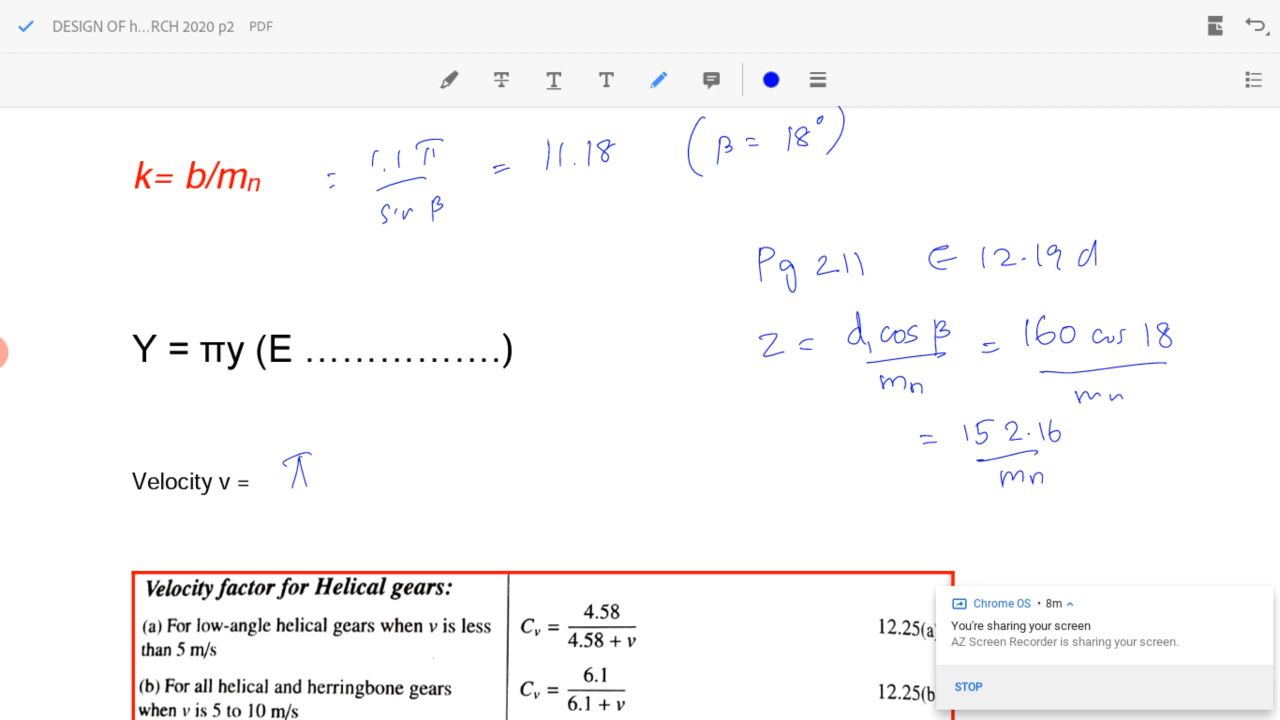 DESIGN OF h...RCH 2020 p2 PDF
k= b/mn = 1.1 π / sin β = 11.18 (β = 18°)
Pg 211 E 12.19 d
Z = d1 cos β / mn = 160 cos 18 / mn
= 152.16 / mn
Y = πy (E ................)
Velocity v = π
Velocity factor for Helical gears:
(a) For low-angle helical gears when v is less
than 5 m/s
Cv = 4.58 / 4.58 + v 12.25(a
(b) For all helical and herringbone gears
when v is 5 to 10 m/s
Cv = 6.1 / 6.1 + v 12.25(b
Chrome OS • 8m
You're sharing your screen
AZ Screen Recorder is sharing your screen.
STOP